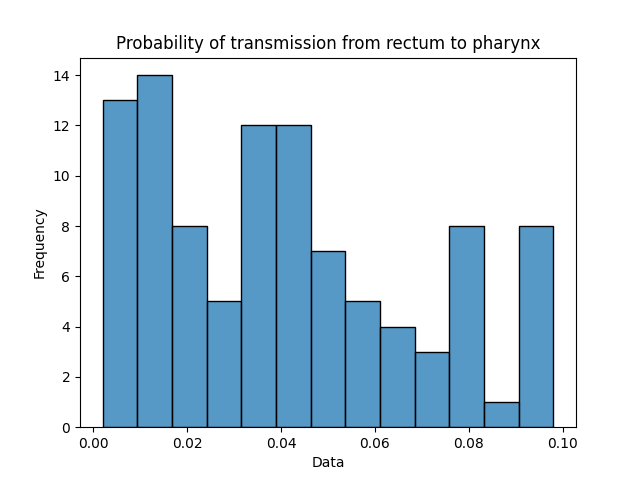 Probability of transmission from rectum to pharynx
14
12
10
8
6
4
2
0
Frequency
0.00 0.02 0.04 0.06 0.08 0.10
Data